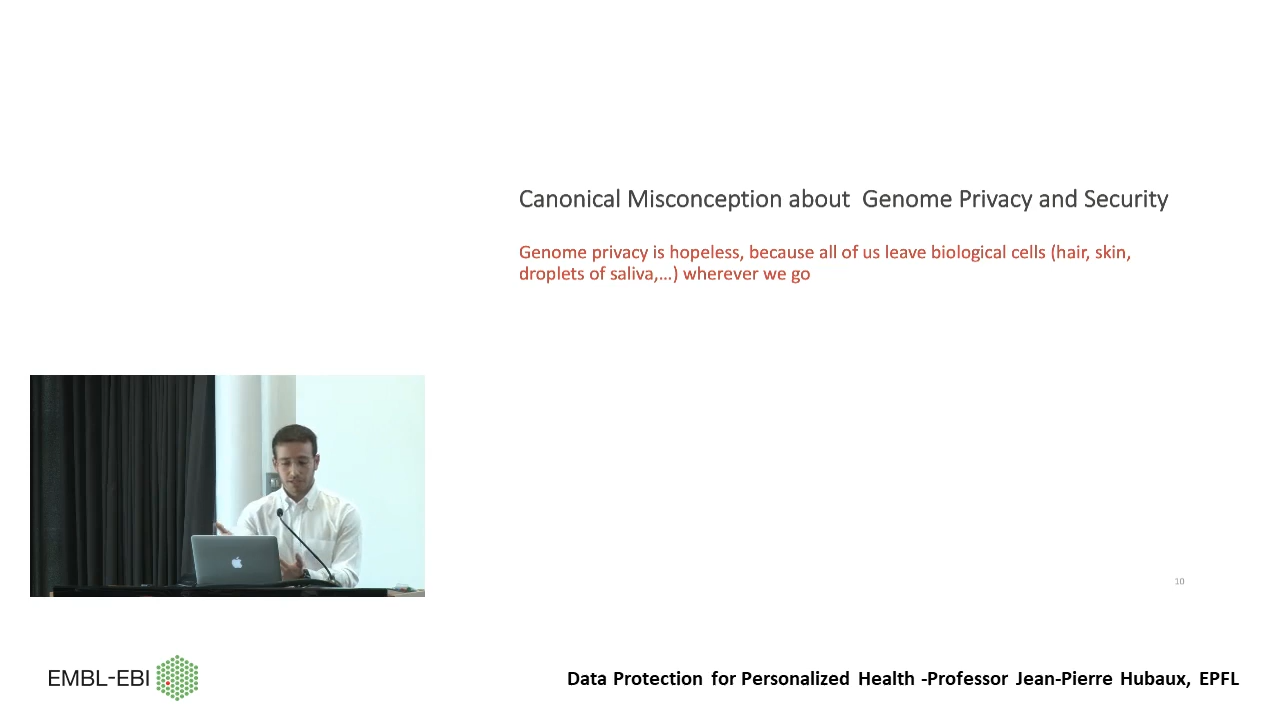 Canonical Misconception about Genome Privacy and Security
Genome privacy is hopeless, because all of us leave biological cells (hair, skin,
droplets of saliva,...) wherever we go
10
EMBL-EBI
Data Protection for Personalized Health -Professor Jean-Pierre Hubaux, EPFL